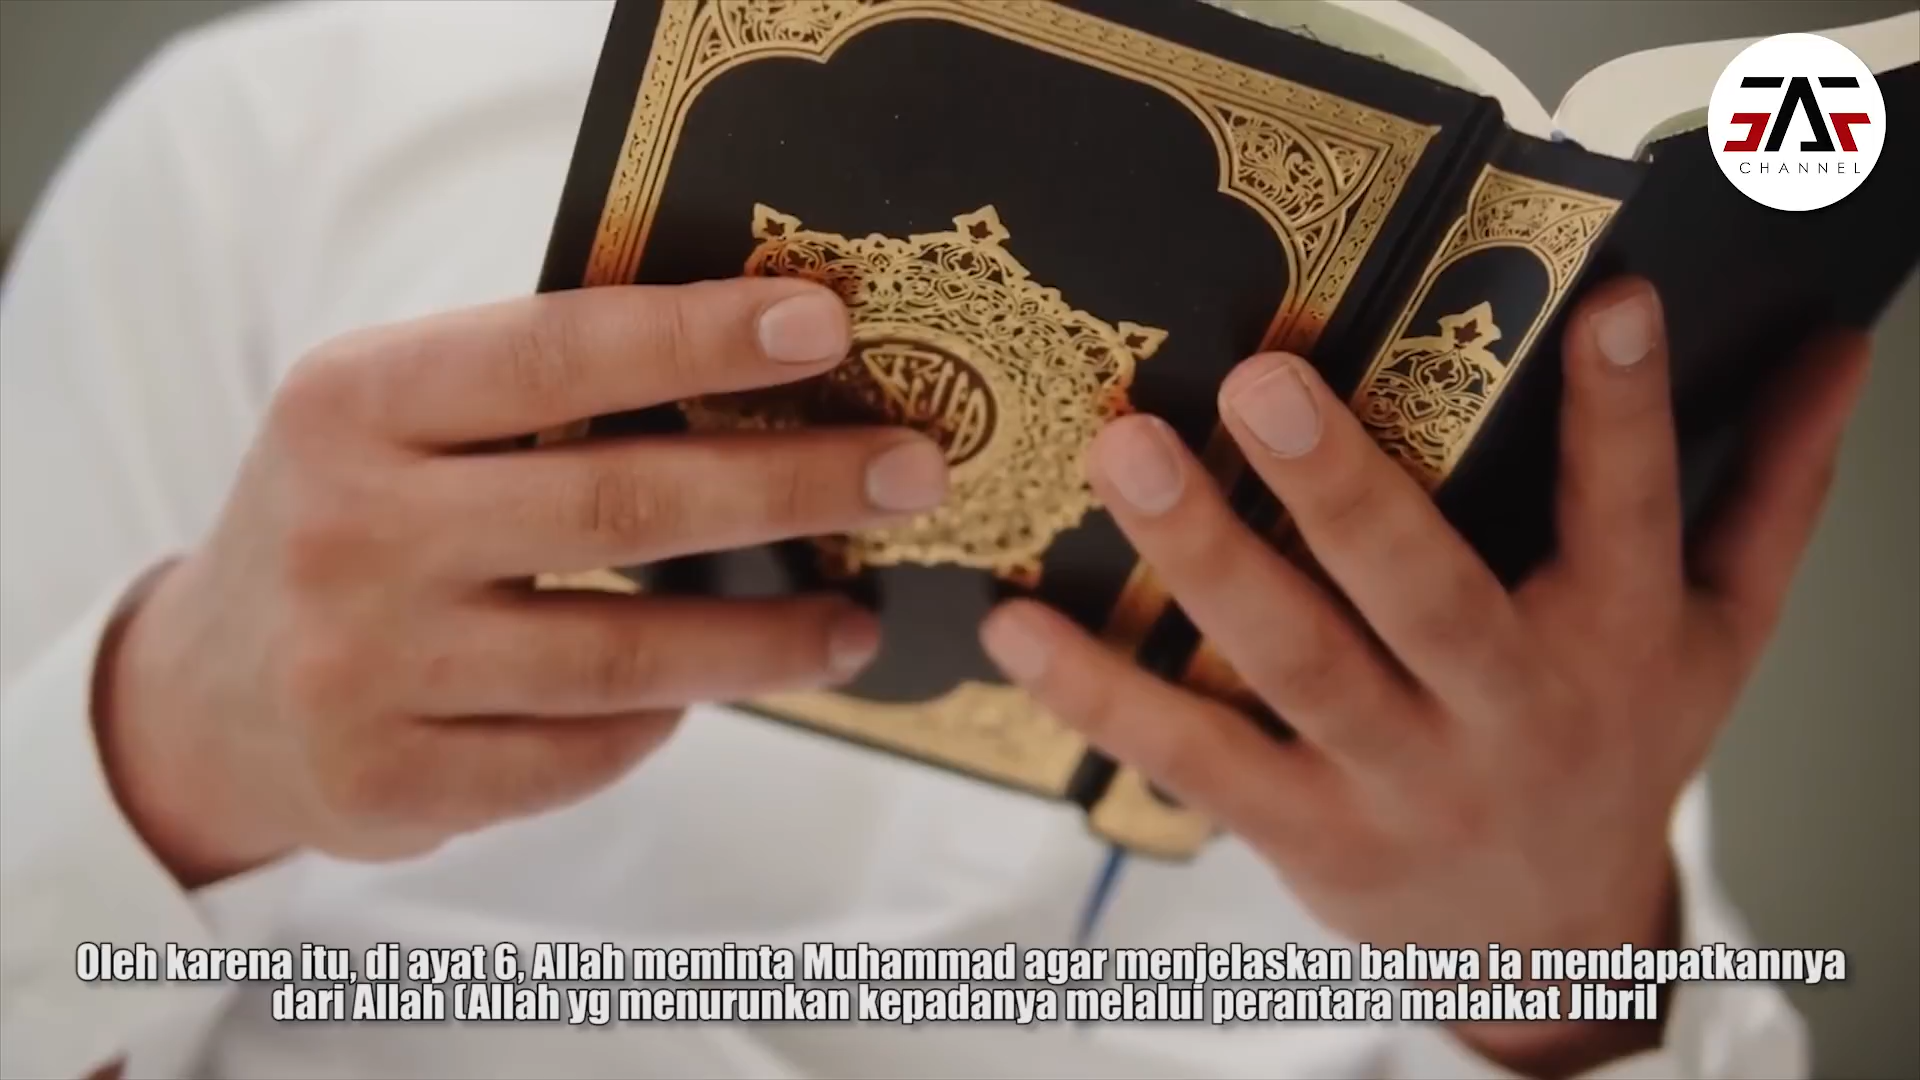 CHANNEL
Oleh karena itu, di ayat 6, Allah meminta Muhammad agar menjelaskan bahwa ia mendapatkannya
dari Allah (Allah yg menurunkan kepadanya melalui perantara malaikat Jibril